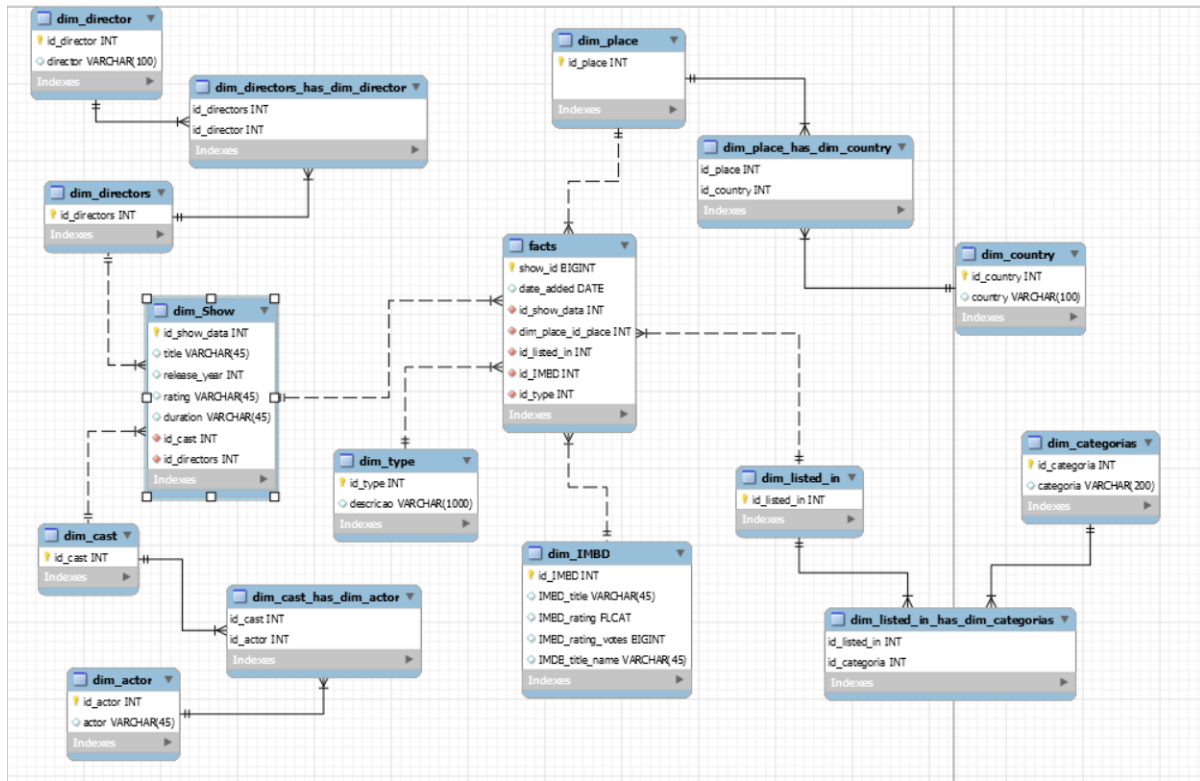 dim_director
id_director INT
director VARCHAR(100)
Indexes
dim_directors_has_dim_director
id_directors INT
id_director INT
Indexes
dim_directors
id_directors INT
Indexes
dim_place
id_place INT
Indexes
dim_place_has_dim_country
id_place INT
id_country INT
Indexes
dim_country
id_country INT
country VARCHAR(100)
Indexes
facts
show_id BIGINT
date_added DATE
id_show_data INT
dim_place_id_place INT
id_listed_in INT
id_IMBD INT
id_type INT
Indexes
dim_Show
id_show_data INT
title VARCHAR(45)
release_year INT
rating VARCHAR(45)
duration VARCHAR(45)
id_cast INT
id_directors INT
Indexes
dim_type
id_type INT
descricao VARCHAR(1000)
Indexes
dim_listed_in
id_listed_in INT
Indexes
dim_categorias
id_categoria INT
categoria VARCHAR(200)
Indexes
dim_cast
id_cast INT
Indexes
dim_cast_has_dim_actor
id_cast INT
id_actor INT
Indexes
dim_IMBD
id_IMBD INT
IMBD_title VARCHAR(45)
IMBD_rating FLOAT
IMBD_rating_votes BIGINT
IMDB_title_name VARCHAR(45)
Indexes
dim_listed_in_has_dim_categorias
id_listed_in INT
id_categoria INT
Indexes
dim_actor
id_actor INT
actor VARCHAR(45)
Indexes